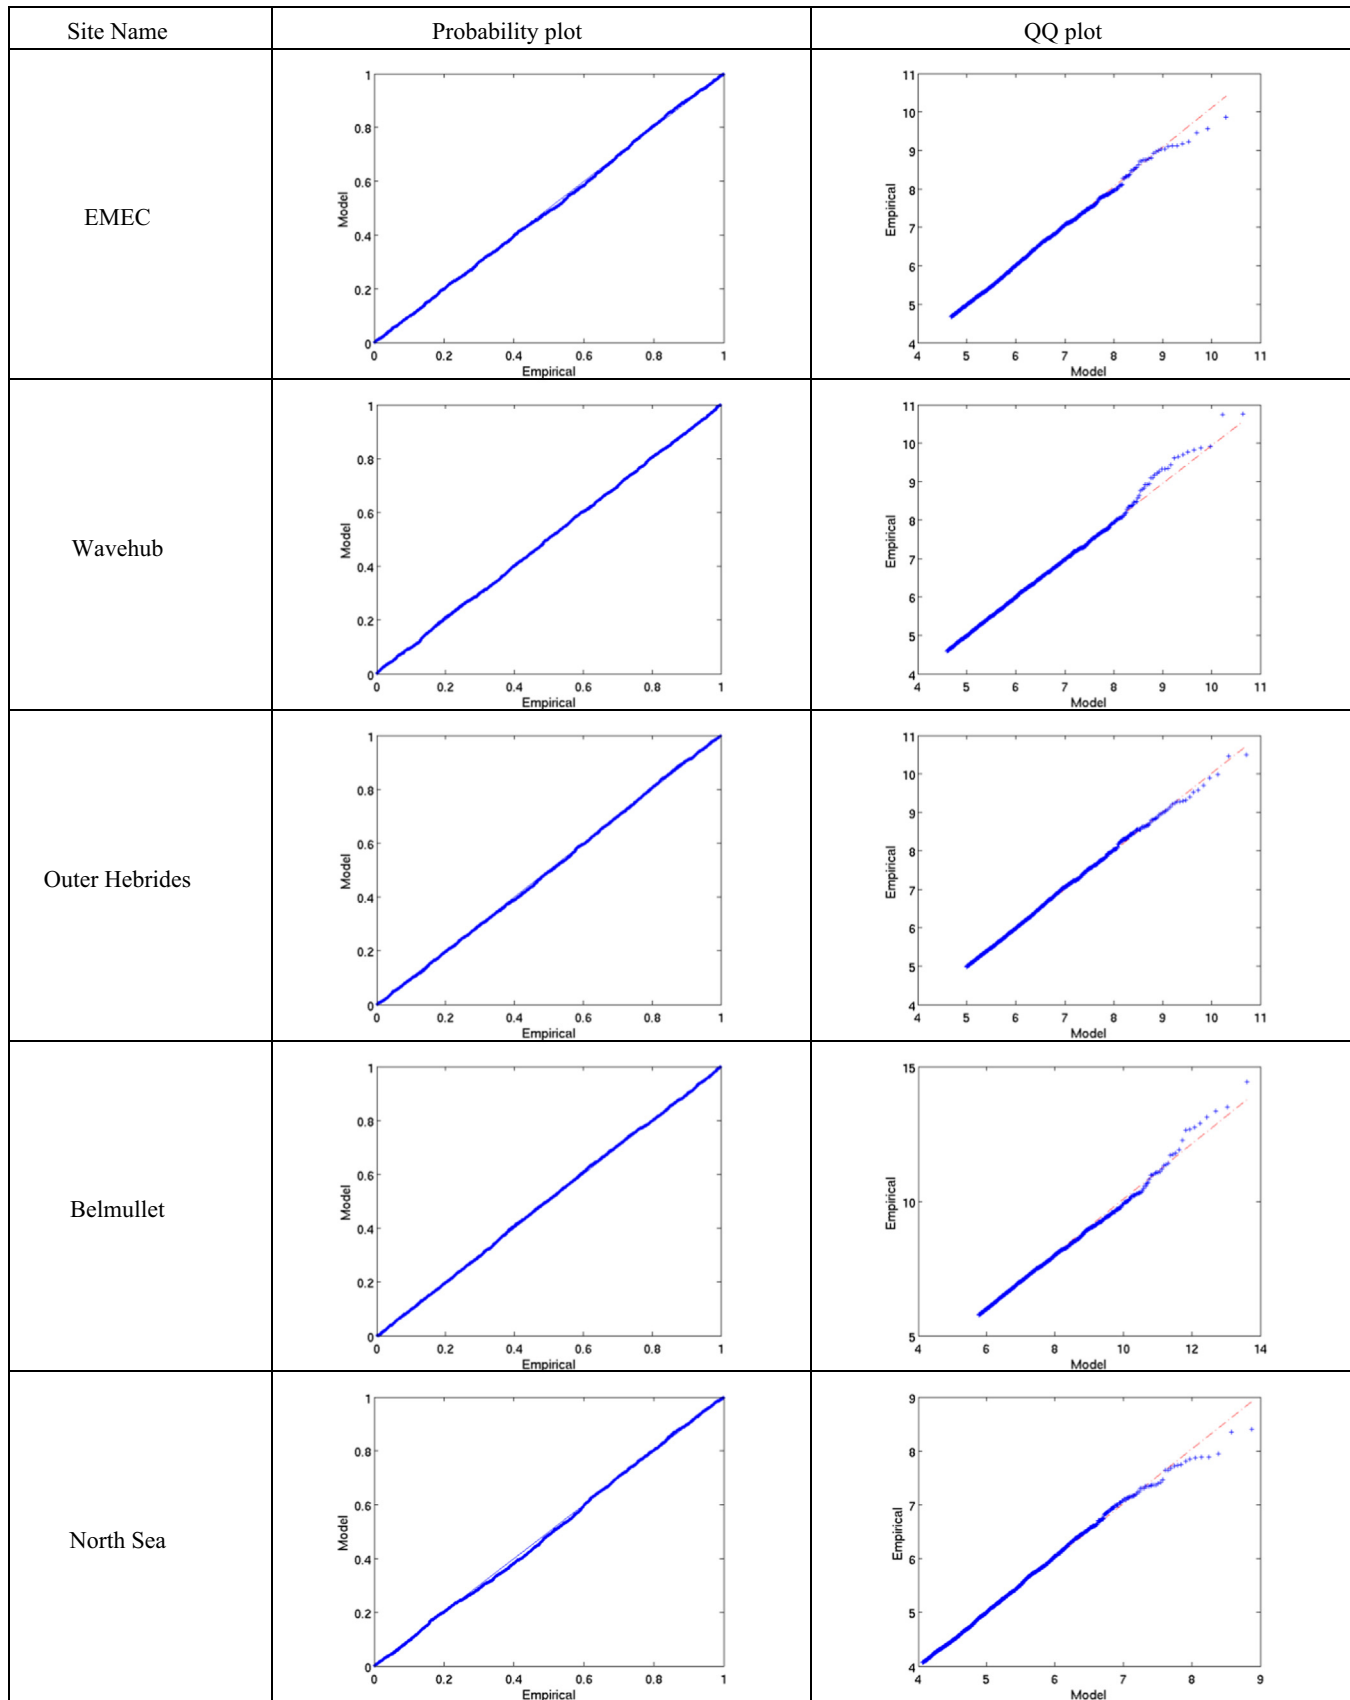 Site Name Probability plot QQ plot
EMEC
1
0.8
0.6
0.4
0.2
0
Model
0 0.2 0.4 0.6 0.8 1
Empirical
11
10
9
8
7
6
5
4
Empirical
4 5 6 7 8 9 10 11
Model
Wavehub
1
0.8
0.6
0.4
0.2
0
Model
0 0.2 0.4 0.6 0.8 1
Empirical
11
10
9
8
7
6
5
4
Empirical
4 5 6 7 8 9 10 11
Model
Outer Hebrides
1
0.8
0.6
0.4
0.2
0
Model
0 0.2 0.4 0.6 0.8 1
Empirical
11
10
9
8
7
6
5
4
Empirical
4 5 6 7 8 9 10 11
Model
Belmullet
1
0.8
0.6
0.4
0.2
0
Model
0 0.2 0.4 0.6 0.8 1
Empirical
15
10
5
Empirical
4 6 8 10 12 14
Model
North Sea
1
0.8
0.6
0.4
0.2
0
Model
0 0.2 0.4 0.6 0.8 1
Empirical
9
8
7
6
5
4
Empirical
4 5 6 7 8 9
Model